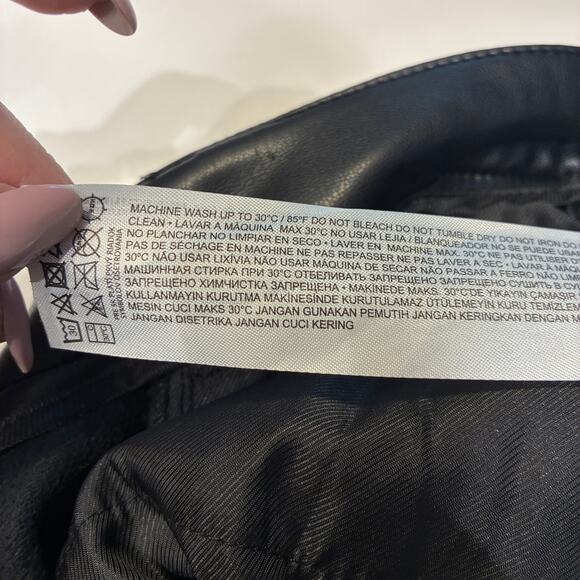 MACHINE WASH UP TO 30°C / 85°F DO NOT BLEACH DO NOT TUMBLE DRY DO NOT IRON DO
CLEAN • LAVAR A MÁQUINA MAX 30°C NO USAR LEJIA / BLANQUEADOR NO SE PUEDE USAR
NO PLANCHAR NO LIMPIAR EN SECO • LAVER EN MACHINE MAX. 30°C NE PAS UTILISER
PAS DE SÉCHAGE EN MACHINE NE PAS REPASSER NE PAS LAVER A SEC • LAVAR À MÁQ
30°C NÃO USAR LIXÍVIA NÃO USAR MÁQUINA DE SECAR NÃO PASSAR A FERRO NÃO
МАШИННАЯ СТИРКА ПРИ 30°C ОТБЕЛИВАТЬ ЗАПРЕЩЕНО ЗАПРЕЩЕНО СУШИТЬ В СУ
ЗАПРЕЩЕНО ХИМЧИСТКА ЗАПРЕЩЕНА • MAKİNEDE MAKS. 30°C'DE YIKAYIN ÇAMAŞIR
KULLANMAYIN KURUTMA MAKİNESİNDE KURUTULAMAZ ÜTÜLEMEYİN KURU TEMİZLEM
MESIN CUCI MAKS 30°C JANGAN GUNAKAN PEMUTIH JANGAN KERINGKAN DENGAN M
JANGAN DISETRIKA JANGAN CUCI KERING
30
30°C